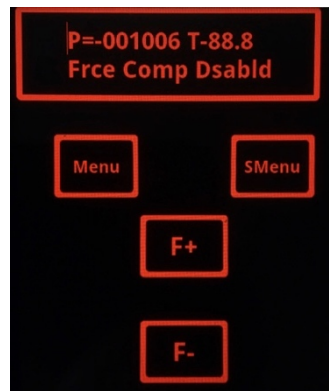 P=-001006 T-88.8
Frce Comp Dsabld
Menu SMenu
F+
F-